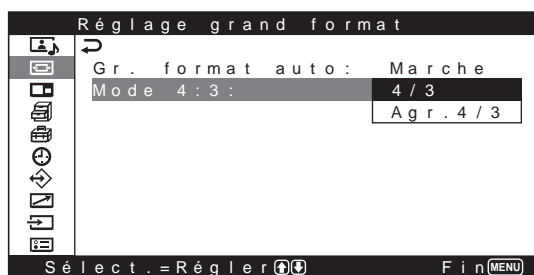 Réglage grand format
Gr. format auto: Marche
Mode 4:3: 4/3
Agr.4/3
Sélect.=Régler Fin MENU